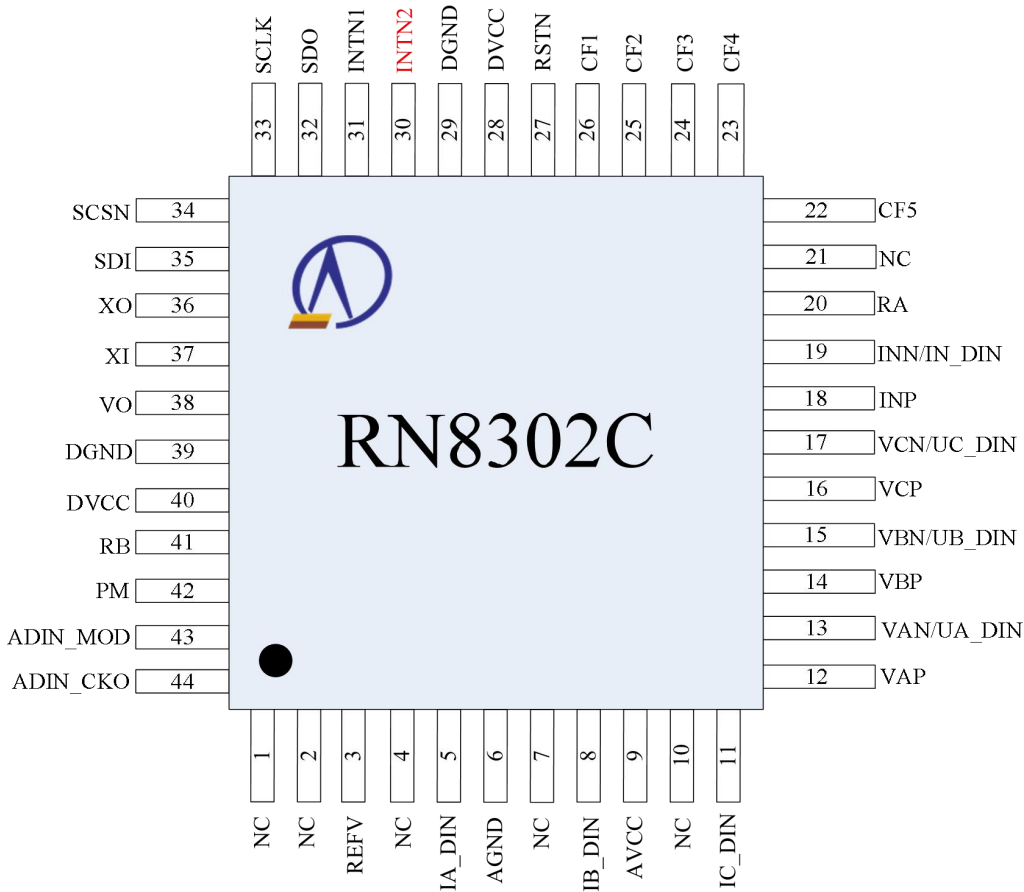 SCLK
SDO
INTN1
INTN2
DGND
DVCC
RSTN
CF1
CF2
CF3
CF4
33
32
31
30
29
28
27
26
25
24
23
SCSN 34
SDI 35
XO 36
XI 37
VO 38
DGND 39
DVCC 40
RB 41
PM 42
ADIN_MOD 43
ADIN_CKO 44
RN8302C
22 CF5
21 NC
20 RA
19 INN/IN_DIN
18 INP
17 VCN/UC_DIN
16 VCP
15 VBN/UB_DIN
14 VBP
13 VAN/UA_DIN
12 VAP
1
2
3
4
5
6
7
8
9
10
11
NC
NC
REFV
NC
IA_DIN
AGND
NC
IB_DIN
AVCC
NC
IC_DIN